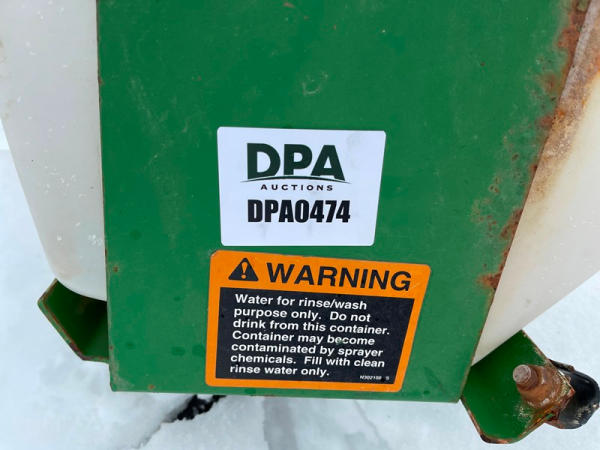 DPA
AUCTIONS
DPA0474
WARNING
Water for rinse/wash
purpose only. Do not
drink from this container.
Container may become
contaminated by sprayer
chemicals. Fill with clean
rinse water only.